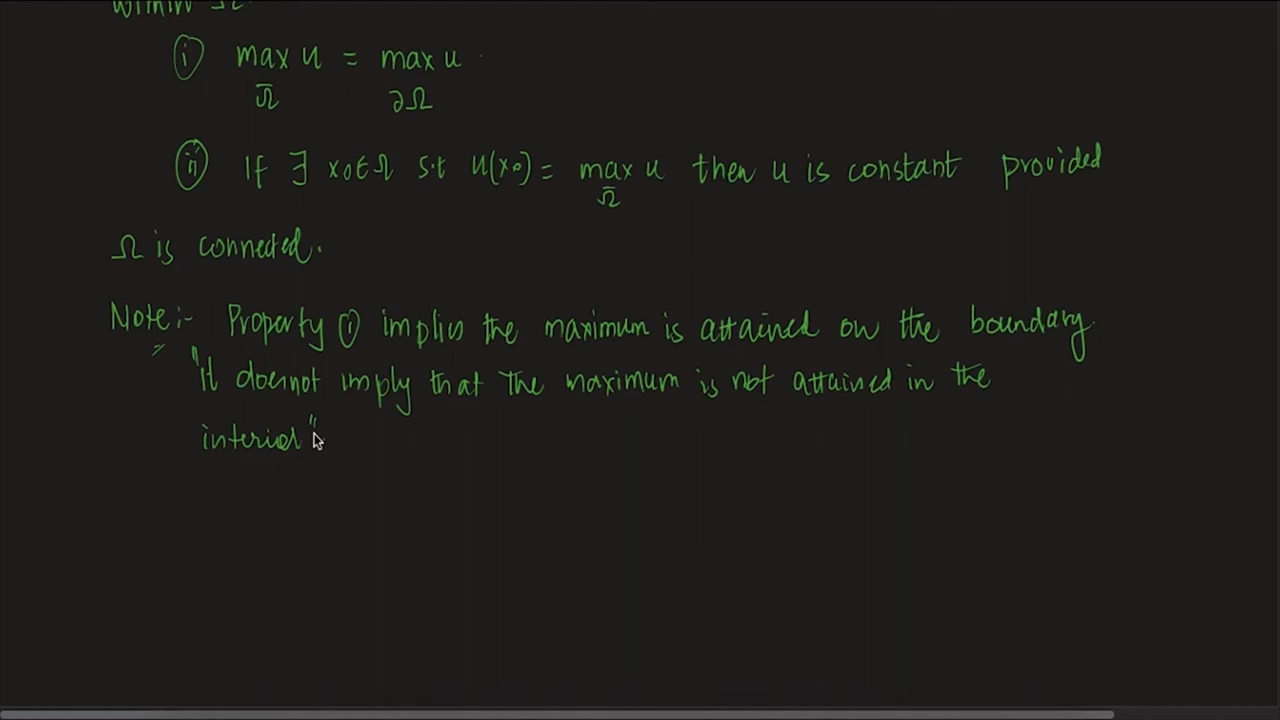 within Ω.
(i) max u = max u
Ω̄ ∂Ω
(ii) If ∃ x₀∈Ω s.t u(x₀) = max u then u is constant provided
Ω̄
Ω is connected.
Note:- Property (i) implies the maximum is attained on the boundary.
"It doesnot imply that the maximum is not attained in the
interior"